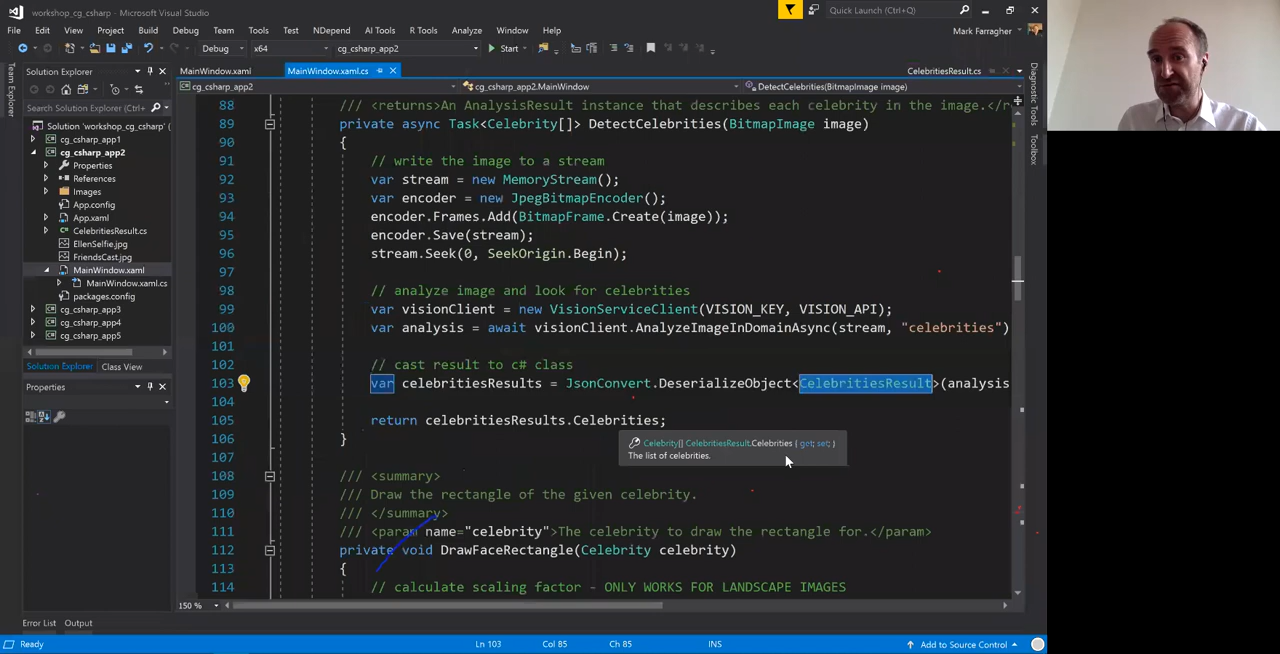 workshop_cg_csharp - Microsoft Visual Studio
Quick Launch (Ctrl+Q)
File Edit View Project Build Debug Team Tools Test NDepend AI Tools R Tools Analyze Window Help
Mark Farragher
Debug x64 cg_csharp_app2 Start
Team Explorer
Solution Explorer
Search Solution Explorer
Solution 'workshop_cg_csharp'
cg_csharp_app1
cg_csharp_app2
Properties
References
Images
App.config
App.xaml
CelebritiesResult.cs
EllenSelfie.jpg
FriendsCast.jpg
MainWindow.xaml
MainWindow.xaml.cs
packages.config
cg_csharp_app3
cg_csharp_app4
cg_csharp_app5
Solution Explorer Class View
Properties
MainWindow.xaml MainWindow.xaml.cs CelebritiesResult.cs
cg_csharp_app2 cg_csharp_app2.MainWindow DetectCelebrities(BitmapImage image)
88 /// <returns>An AnalysisResult instance that describes each celebrity in the image.</r
89 private async Task<Celebrity[]> DetectCelebrities(BitmapImage image)
90 {
91 // write the image to a stream
92 var stream = new MemoryStream();
93 var encoder = new JpegBitmapEncoder();
94 encoder.Frames.Add(BitmapFrame.Create(image));
95 encoder.Save(stream);
96 stream.Seek(0, SeekOrigin.Begin);
97
98 // analyze image and look for celebrities
99 var visionClient = new VisionServiceClient(VISION_KEY, VISION_API);
100 var analysis = await visionClient.AnalyzeImageInDomainAsync(stream, "celebrities")
101
102 // cast result to c# class
103 var celebritiesResults = JsonConvert.DeserializeObject<CelebritiesResult>(analysis
104
105 return celebritiesResults.Celebrities;
106 }
Celebrity[] CelebritiesResult.Celebrities { get; set; }
The list of celebrities.
107
108 /// <summary>
109 /// Draw the rectangle of the given celebrity.
110 /// </summary>
111 /// <param name="celebrity">The celebrity to draw the rectangle for.</param>
112 private void DrawFaceRectangle(Celebrity celebrity)
113 {
114 // calculate scaling factor - ONLY WORKS FOR LANDSCAPE IMAGES
150 %
Diagnostic Tools
Toolbox
Error List Output
Ready Ln 103 Col 85 Ch 85 INS Add to Source Control